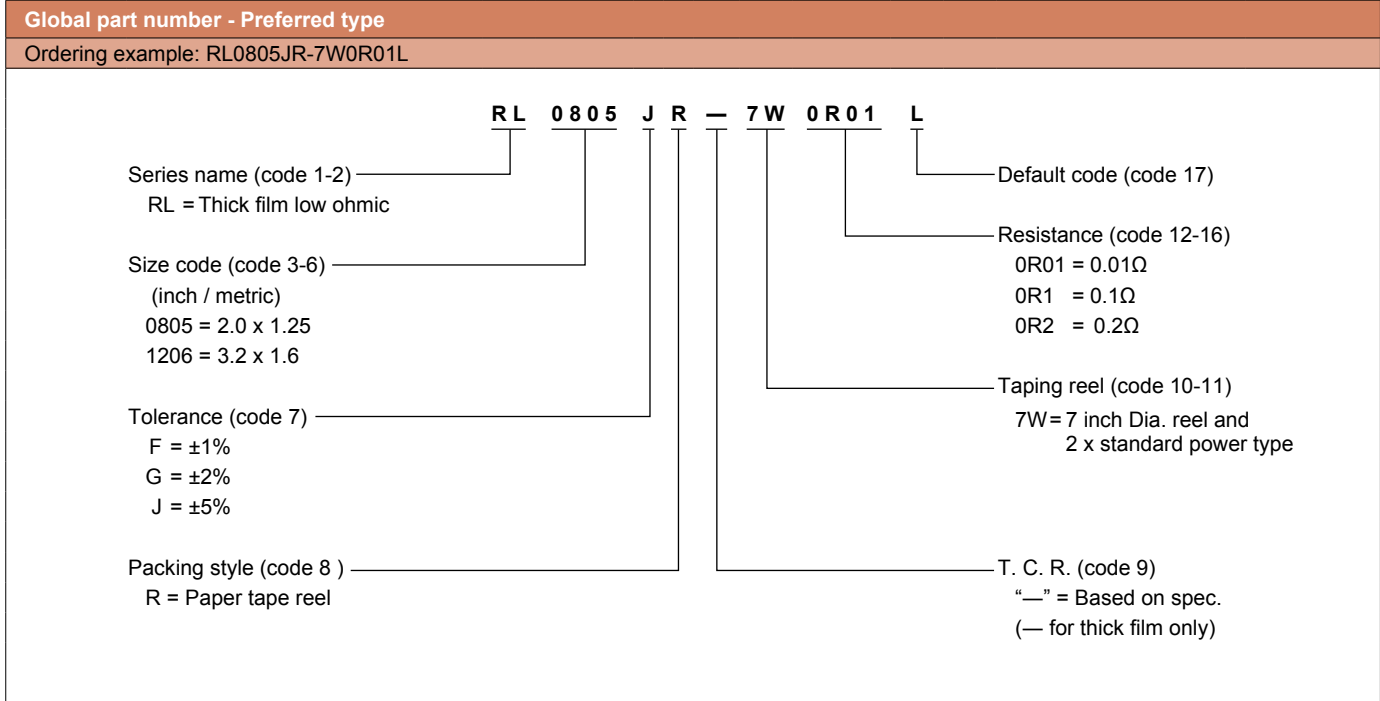 Global part number - Preferred type
Ordering example: RL0805JR-7W0R01L
R L 0 8 0 5 J R — 7 W 0 R 0 1 L
Series name (code 1-2)
RL = Thick film low ohmic
Size code (code 3-6)
(inch / metric)
0805 = 2.0 x 1.25
1206 = 3.2 x 1.6
Tolerance (code 7)
F = ±1%
G = ±2%
J = ±5%
Packing style (code 8 )
R = Paper tape reel
Default code (code 17)
Resistance (code 12-16)
0R01 = 0.01Ω
0R1 = 0.1Ω
0R2 = 0.2Ω
Taping reel (code 10-11)
7W= 7 inch Dia. reel and
2 x standard power type
T. C. R. (code 9)
“—” = Based on spec.
(— for thick film only)